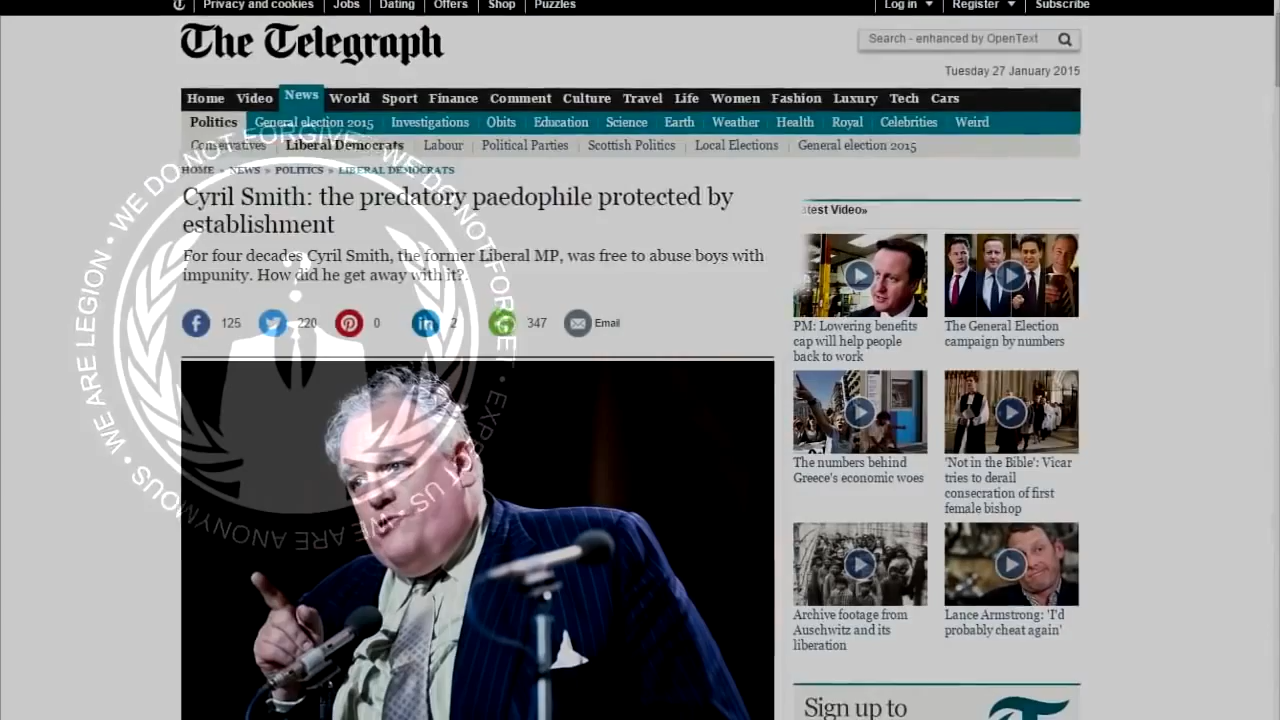 Privacy and cookies Jobs Dating Offers Shop Puzzles Log in Register Subscribe
The Telegraph
Search - enhanced by OpenText
Tuesday 27 January 2015
Home Video News World Sport Finance Comment Culture Travel Life Women Fashion Luxury Tech Cars
Politics General election 2015 Investigations Obits Education Science Earth Weather Health Royal Celebrities Weird
Conservatives Liberal Democrats Labour Political Parties Scottish Politics Local Elections General election 2015
HOME » NEWS » POLITICS » LIBERAL DEMOCRATS
Cyril Smith: the predatory paedophile protected by
establishment
For four decades Cyril Smith, the former Liberal MP, was free to abuse boys with
impunity. How did he get away with it?
125 220 0 in 2 347 Email
WE ARE ANONYMOUS • WE ARE LEGION • WE DO NOT FORGIVE • WE DO NOT FORGET • EXPECT US •
test Video»
PM: Lowering benefits
cap will help people
back to work
The General Election
campaign by numbers
The numbers behind
Greece's economic woes
'Not in the Bible': Vicar
tries to derail
consecration of first
female bishop
Archive footage from
Auschwitz and its
liberation
Lance Armstrong: 'I'd
probably cheat again'
Sign up to